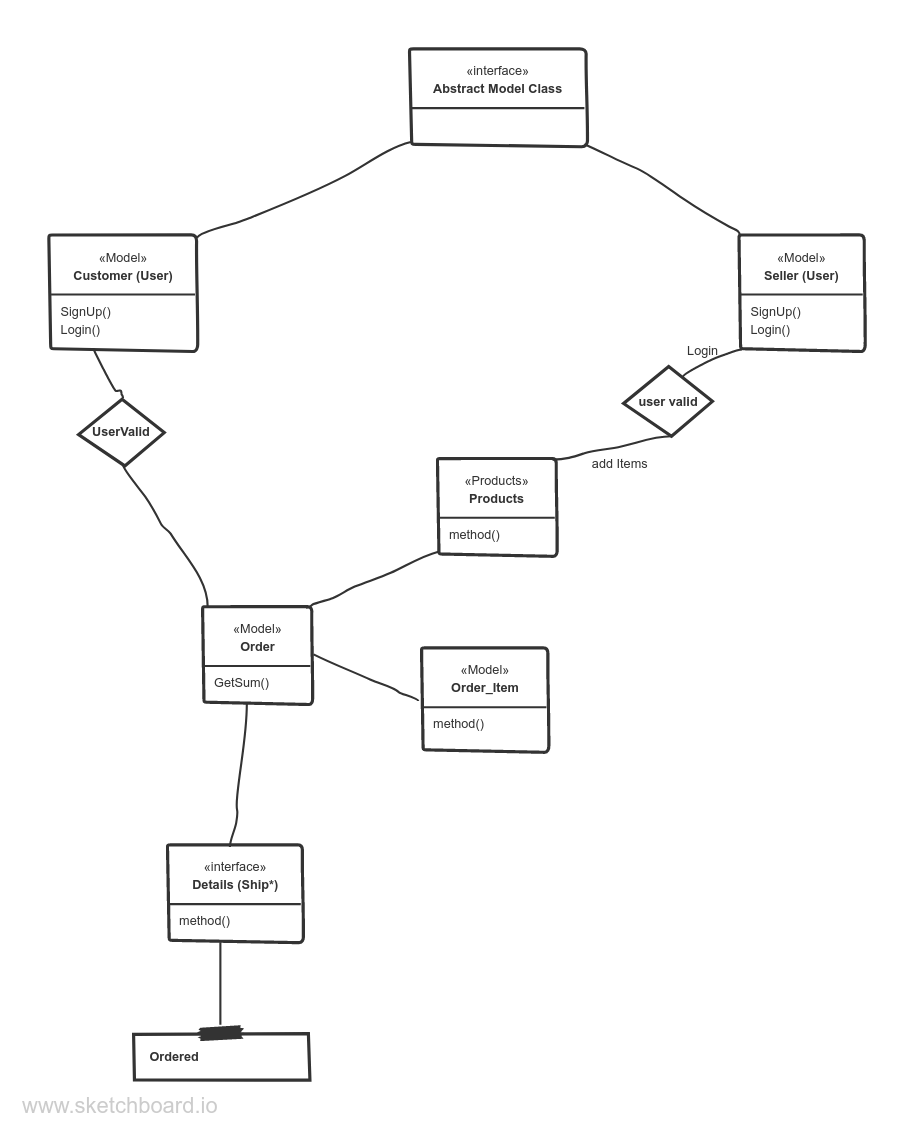 «interface»
Abstract Model Class
«Model»
Customer (User)
SignUp()
Login()
«Model»
Seller (User)
SignUp()
Login()
Login
user valid
UserValid
add Items
«Products»
Products
method()
«Model»
Order
GetSum()
«Model»
Order_Item
method()
«interface»
Details (Ship*)
method()
Ordered
www.sketchboard.io